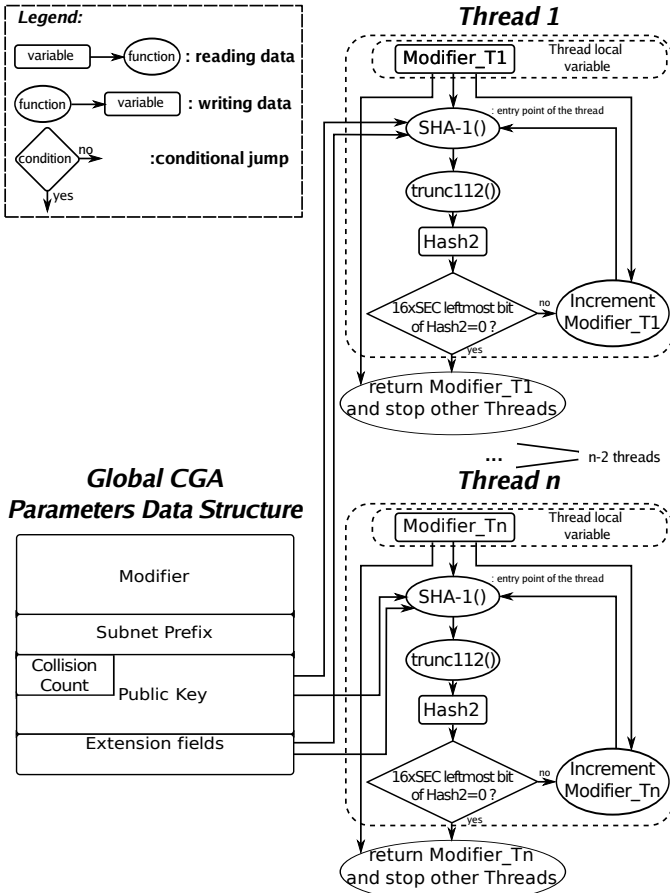 Legend:
variable
function
: reading data
function
variable
: writing data
condition
no
:conditional jump
yes
Thread 1
Modifier_T1
Thread local
variable
: entry point of the thread
SHA-1()
trunc112()
Hash2
16xSEC leftmost bit
of Hash2=0 ?
no
Increment
Modifier_T1
yes
return Modifier_T1
and stop other Threads
...
n-2 threads
Global CGA
Parameters Data Structure
Modifier
Subnet Prefix
Collision
Count
Public Key
Extension fields
Thread n
Modifier_Tn
Thread local
variable
: entry point of the thread
SHA-1()
trunc112()
Hash2
16xSEC leftmost bit
of Hash2=0 ?
no
Increment
Modifier_Tn
yes
return Modifier_Tn
and stop other Threads